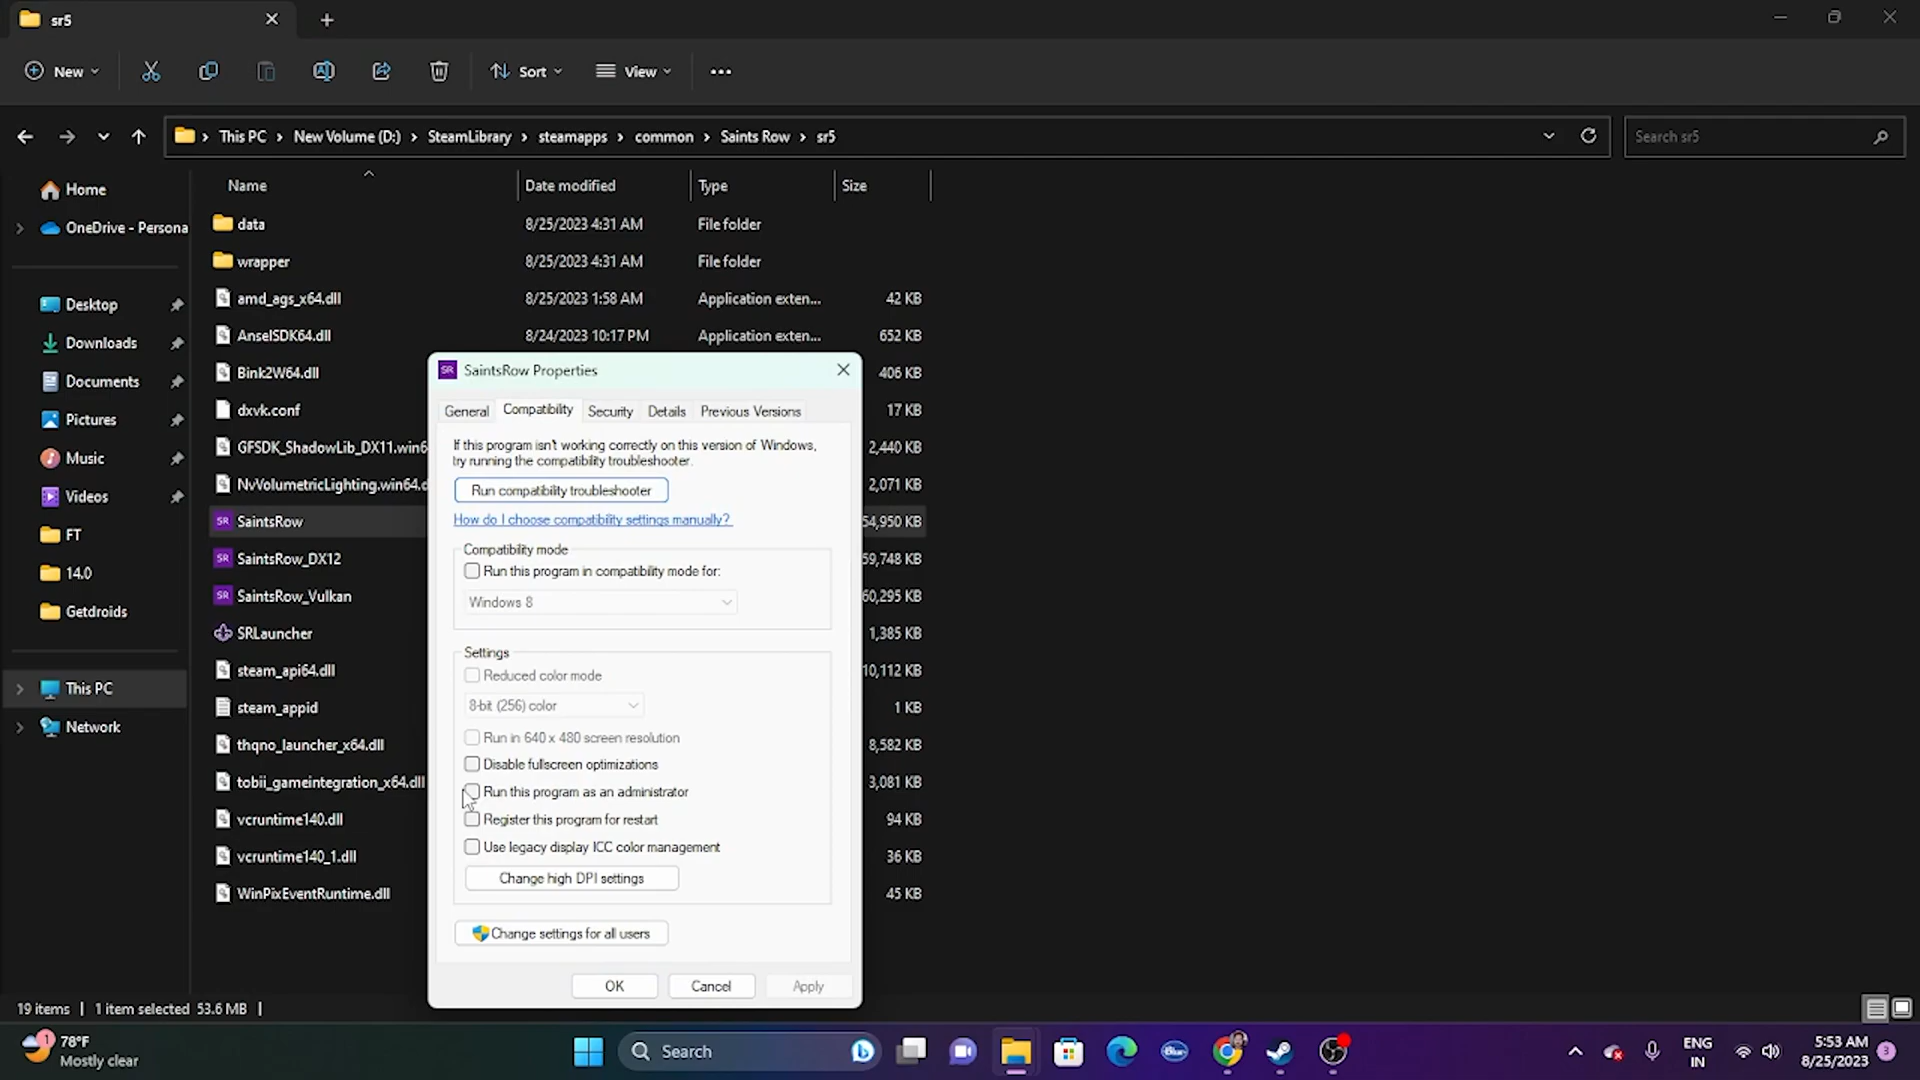 sr5
New
Sort
View
This PC
New Volume (D:)
SteamLibrary
steamapps
common
Saints Row
sr5
Search sr5
Home
OneDrive - Persona
Desktop
Downloads
Documents
Pictures
Music
Videos
FT
14.0
Getdroids
This PC
Network
Name Date modified Type Size
data 8/25/2023 4:31 AM File folder
wrapper 8/25/2023 4:31 AM File folder
amd_ags_x64.dll 8/25/2023 1:58 AM Application exten... 42 KB
AnselSDK64.dll 8/24/2023 10:17 PM Application exten... 652 KB
Bink2W64.dll 406 KB
dxvk.conf 17 KB
GFSDK_ShadowLib_DX11.win6 2,440 KB
NvVolumetricLighting.win64.d 2,071 KB
SaintsRow 54,950 KB
SaintsRow_DX12 59,748 KB
SaintsRow_Vulkan 60,295 KB
SRLauncher 1,385 KB
steam_api64.dll 10,112 KB
steam_appid 1 KB
thqno_launcher_x64.dll 8,582 KB
tobii_gameintegration_x64.dll 3,081 KB
vcruntime140.dll 94 KB
vcruntime140_1.dll 36 KB
WinPixEventRuntime.dll 45 KB
SR SaintsRow Properties
General Compatibility Security Details Previous Versions
If this program isn't working correctly on this version of Windows,
try running the compatibility troubleshooter.
Run compatibility troubleshooter
How do I choose compatibility settings manually?
Compatibility mode
Run this program in compatibility mode for:
Windows 8
Settings
Reduced color mode
8-bit (256) color
Run in 640 x 480 screen resolution
Disable fullscreen optimizations
Run this program as an administrator
Register this program for restart
Use legacy display ICC color management
Change high DPI settings
Change settings for all users
OK Cancel Apply
19 items 1 item selected 53.6 MB
1
78°F
Mostly clear
Search
ENG
IN
5:53 AM
8/25/2023
3